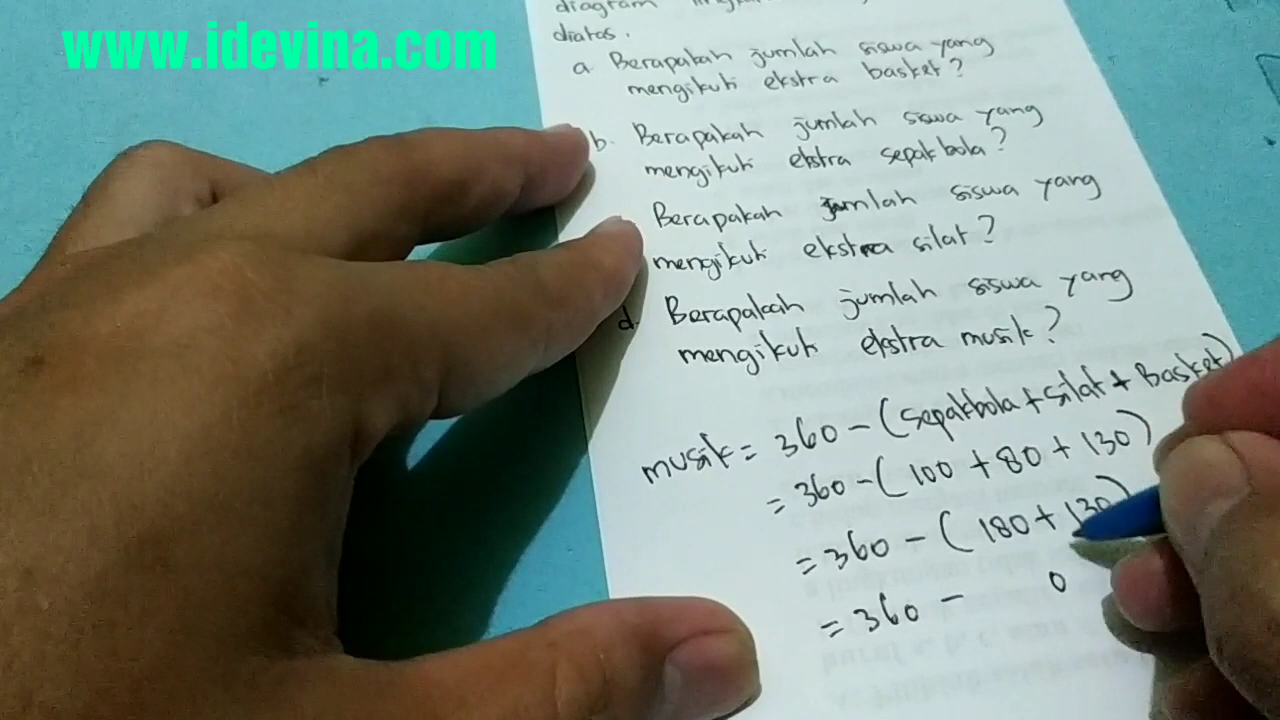 www.idevina.com
diagram
diatas.
a. Berapakah jumlah siswa yang
mengikuti ekstra basket?
b. Berapakah jumlah siswa yang
mengikuti ekstra sepakbola?
Berapakah jumlah siswa yang
mengikuti ekstra silat?
d. Berapakah jumlah siswa yang
mengikuti ekstra musik?
musik = 360 - (sepakbola + silat + Basket)
= 360 - (100 + 80 + 130)
= 360 - (180 + 130)
= 360 - 0